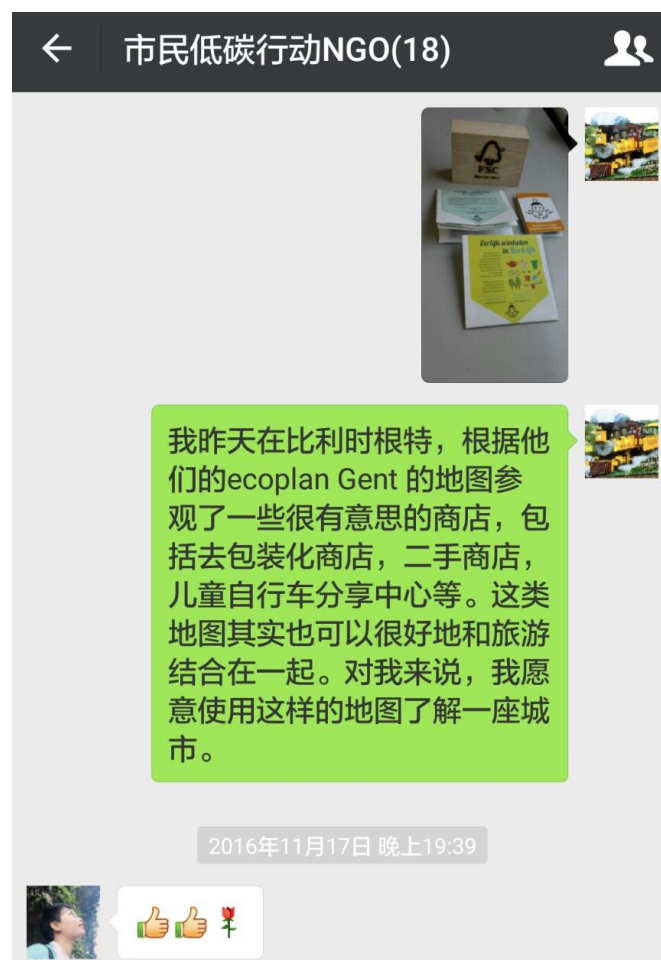 市民低碳行动NGO(18)
FSC
Eerlijk winkelen
in Kortrijk
我昨天在比利时根特，根据他
们的ecoplan Gent 的地图参
观了一些很有意思的商店，包
括去包装化商店，二手商店，
儿童自行车分享中心等。这类
地图其实也可以很好地和旅游
结合在一起。对我来说，我愿
意使用这样的地图了解一座城
市。
2016年11月17日 晚上19:39